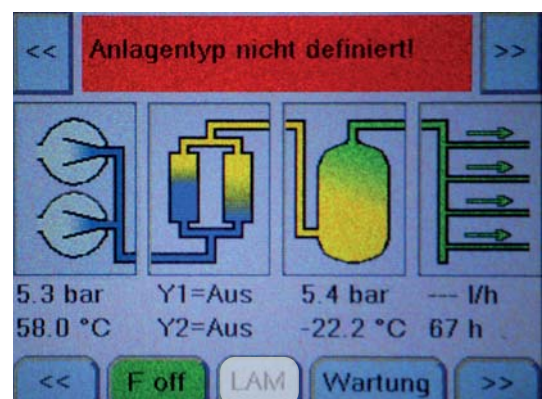 << Anlagentyp nicht definiert! >>
5.3 bar Y1=Aus 5.4 bar --- l/h
58.0 °C Y2=Aus -22.2 °C 67 h
<< F off LAM Wartung >>